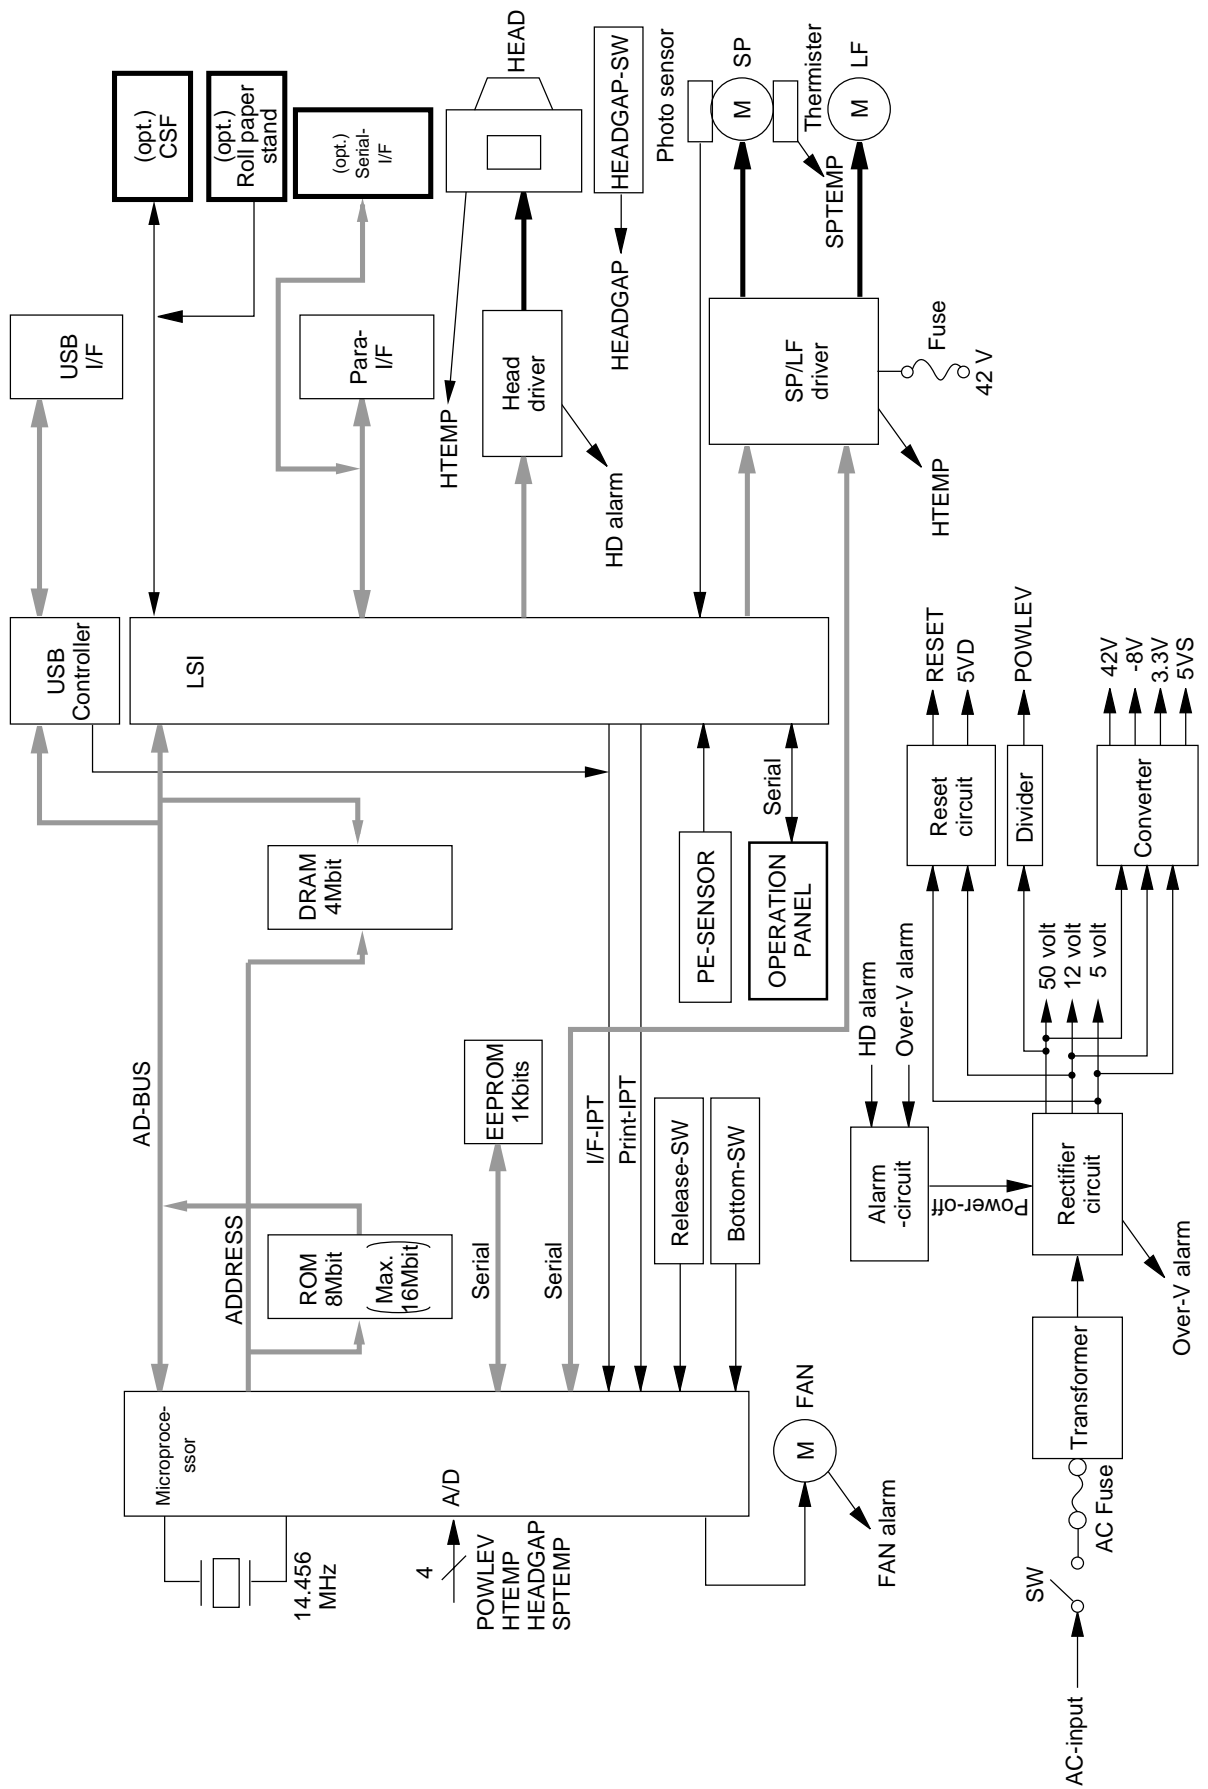 (opt.)
CSF
(opt.)
Roll paper
stand
(opt.)
Serial-
I/F
HEAD
HEADGAP-SW
Photo sensor
M
SP
Thermister
M
LF
USB
I/F
Para-
I/F
HTEMP
Head
driver
HD alarm
HEADGAP
SPTEMP
SP/LF
driver
Fuse
42 V
HTEMP
USB
Controller
LSI
RESET
5VD
POWLEV
42V
-8V
3.3V
5VS
Reset
circuit
Divider
Converter
DRAM
4Mbit
PE-SENSOR
Serial
OPERATION
PANEL
AD-BUS
ADDRESS
ROM
8Mbit
(Max.
16Mbit)
EEPROM
1Kbits
Serial
Serial
I/F-IPT
Print-IPT
Release-SW
Bottom-SW
HD alarm
Over-V alarm
Alarm
-circuit
Power-off
50 volt
12 volt
5 volt
Rectifier
circuit
Over-V alarm
Transformer
AC Fuse
SW
AC-input
Microproce-
ssor
A/D
14.456
MHz
4
POWLEV
HTEMP
HEADGAP
SPTEMP
M
FAN
FAN alarm